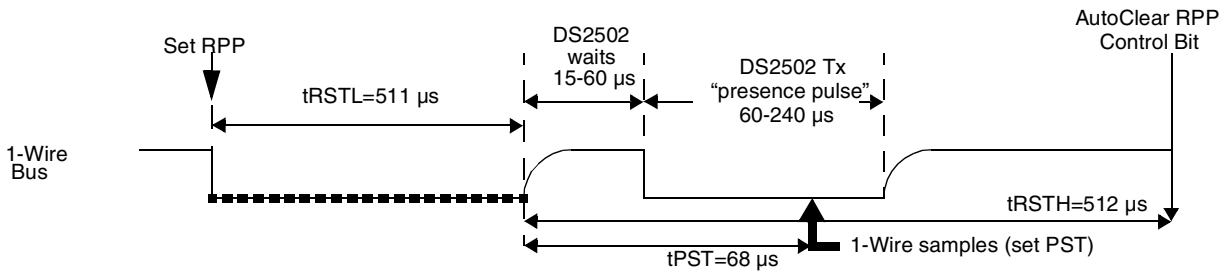 AutoClear RPP
Control Bit
Set RPP
DS2502
waits
15-60 µs
DS2502 Tx
“presence pulse”
60-240 µs
tRSTL=511 µs
1-Wire
Bus
tRSTH=512 µs
1-Wire samples (set PST)
tPST=68 µs